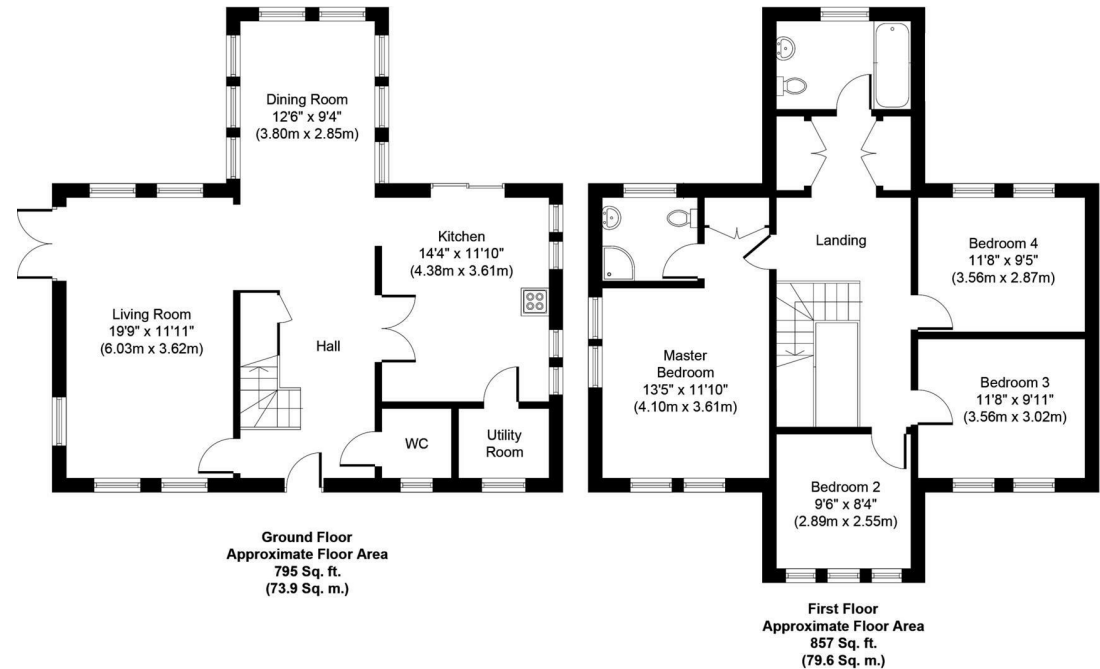 Dining Room
12'6" x 9'4"
(3.80m x 2.85m)
Kitchen
14'4" x 11'10"
(4.38m x 3.61m)
Living Room
19'9" x 11'11"
(6.03m x 3.62m)
Hall
WC
Utility
Room
Ground Floor
Approximate Floor Area
795 Sq. ft.
(73.9 Sq. m.)
Landing
Bedroom 4
11'8" x 9'5"
(3.56m x 2.87m)
Master
Bedroom
13'5" x 11'10"
(4.10m x 3.61m)
Bedroom 3
11'8" x 9'11"
(3.56m x 3.02m)
Bedroom 2
9'6" x 8'4"
(2.89m x 2.55m)
First Floor
Approximate Floor Area
857 Sq. ft.
(79.6 Sq. m.)